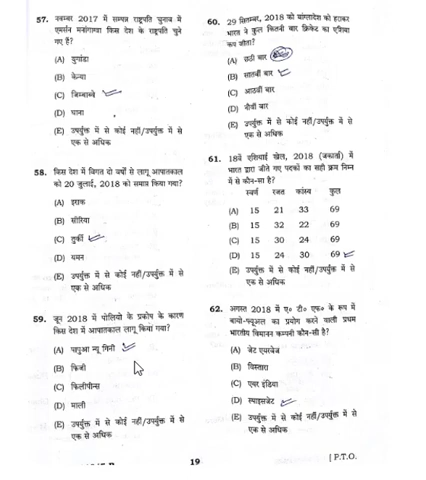 57. नवम्बर 2017 में सम्पन्न राष्ट्रपति चुनाव में
एमर्सन मनांगाग्वा किस देश के राष्ट्रपति चुने
गए हैं?
(A) युगांडा
(B) केन्या
(C) जिम्बाब्वे
(D) घाना
(E) उपर्युक्त में से कोई नहीं/उपर्युक्त में से
एक से अधिक
58. किस देश में विगत दो वर्षों से लागू आपातकाल
को 20 जुलाई, 2018 को समाप्त किया गया?
(A) इराक
(B) सीरिया
(C) तुर्की
(D) यमन
(E) उपर्युक्त में से कोई नहीं/उपर्युक्त में से
एक से अधिक
59. जून 2018 में पोलियो के प्रकोप के कारण
किस देश में आपातकाल लागू किया गया?
(A) पापुआ न्यू गिनी
(B) फिजी
(C) फिलीपीन्स
(D) माली
(E) उपर्युक्त में से कोई नहीं/उपर्युक्त में से
एक से अधिक
60. 29 सितम्बर, 2018 को बांग्लादेश को हराकर
भारत ने कुल कितनी बार क्रिकेट का एशिया
कप जीता?
(A) छठी बार
(B) सातवीं बार
(C) आठवीं बार
(D) नौवीं बार
(E) उपर्युक्त में से कोई नहीं/उपर्युक्त में से
एक से अधिक
61. 18वें एशियाई खेल, 2018 (जकार्ता) में
भारत द्वारा जीते गए पदकों का सही क्रम निम्न
में से कौन-सा है?
स्वर्ण रजत कांस्य कुल
(A) 15 21 33 69
(B) 15 32 22 69
(C) 15 30 24 69
(D) 15 24 30 69
(E) उपर्युक्त में से कोई नहीं/उपर्युक्त में से
एक से अधिक
62. अगस्त 2018 में ए० टी० एफ० के रूप में
बायो-फ्यूअल का प्रयोग करने वाली प्रथम
भारतीय विमानन कम्पनी कौन-सी है?
(A) जेट एयरवेज
(B) विस्तारा
(C) एयर इंडिया
(D) स्पाइसजेट
(E) उपर्युक्त में से कोई नहीं/उपर्युक्त में से
एक से अधिक
19
[ P.T.O.